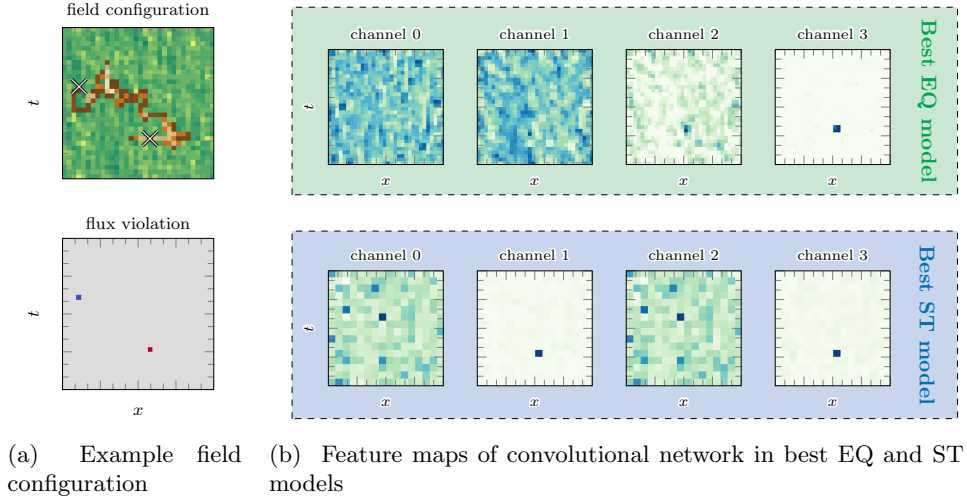 field configuration
t
flux violation
t
x
(a) Example field
configuration
channel 0
channel 1
channel 2
channel 3
x
x
x
x
Best EQ model
channel 0
channel 1
channel 2
channel 3
t
x
x
x
x
Best ST model
(b) Feature maps of convolutional network in best EQ and ST
models